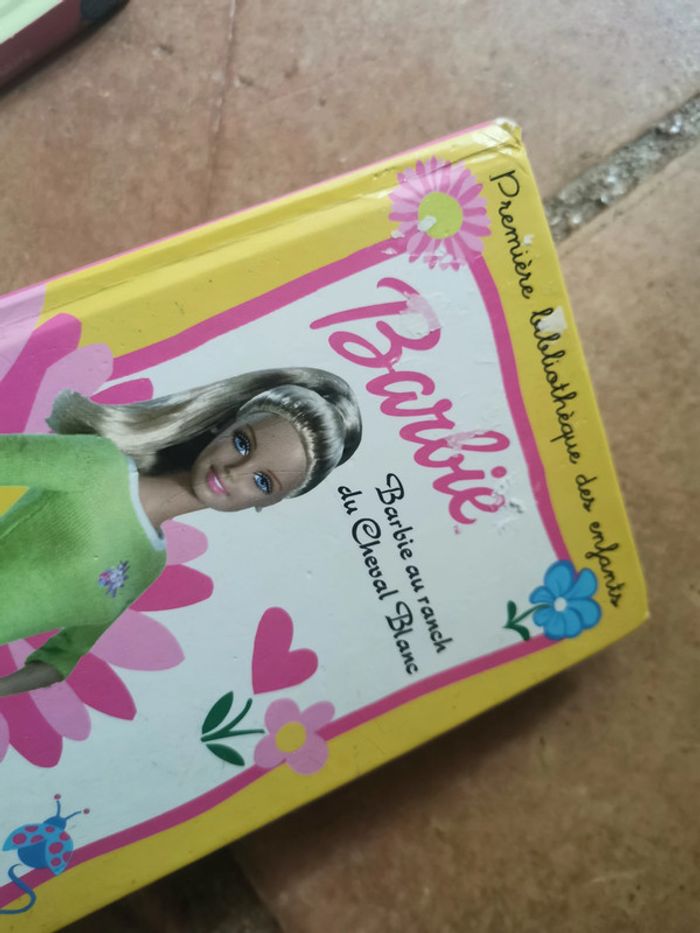 Première bibliothèque des enfants
Barbie
Barbie au ranch
du Cheval Blanc